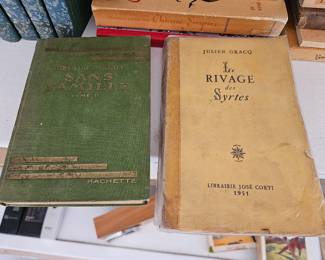 SANS
FAMILLE
HACHETTE
JULIEN GRACQ
Le
RIVAGE
des
Syrtes
LIBRAIRIE JOSÉ CORTI
1951